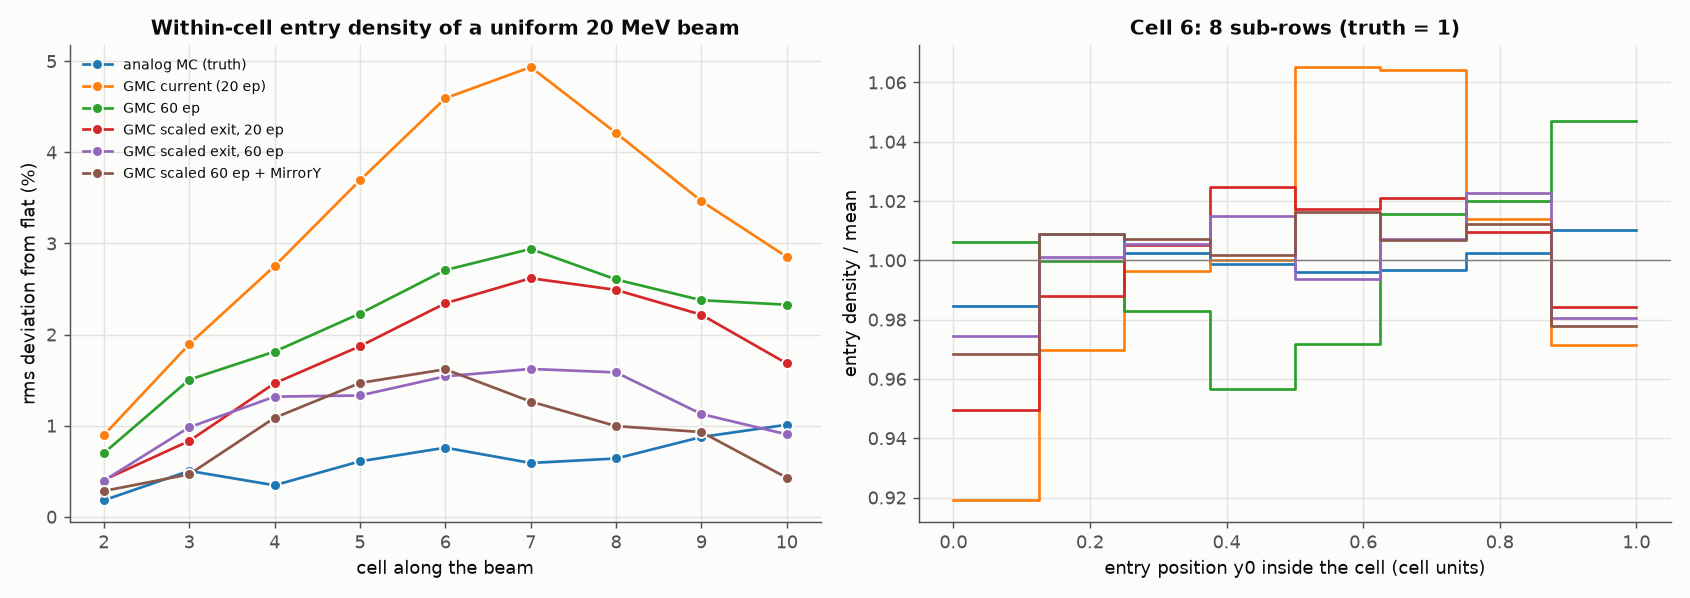 Within-cell entry density of a uniform 20 MeV beam
rms deviation from flat (%)
5
4
3
2
1
0
analog MC (truth)
GMC current (20 ep)
GMC 60 ep
GMC scaled exit, 20 ep
GMC scaled exit, 60 ep
GMC scaled 60 ep + MirrorY
2 3 4 5 6 7 8 9 10
cell along the beam
Cell 6: 8 sub-rows (truth = 1)
entry density / mean
1.06
1.04
1.02
1.00
0.98
0.96
0.94
0.92
0.0 0.2 0.4 0.6 0.8 1.0
entry position y0 inside the cell (cell units)